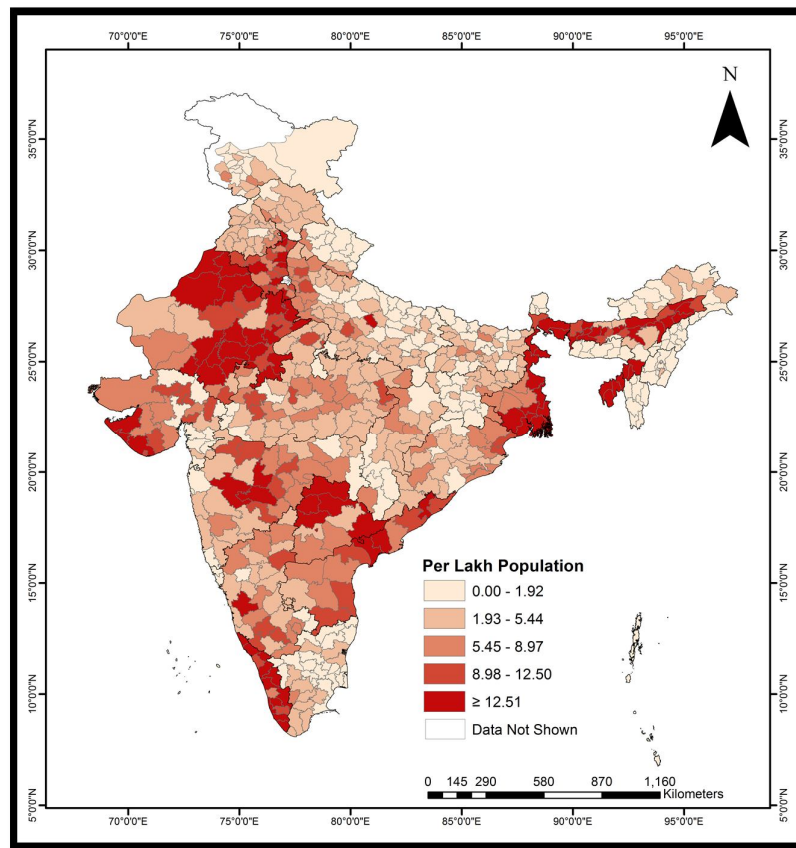 70°0'0"E 75°0'0"E 80°0'0"E 85°0'0"E 90°0'0"E 95°0'0"E
N
35°0'0"N 35°0'0"N
30°0'0"N 30°0'0"N
25°0'0"N 25°0'0"N
20°0'0"N 20°0'0"N
15°0'0"N 15°0'0"N
10°0'0"N 10°0'0"N
5°0'0"N 5°0'0"N
Per Lakh Population
0.00 - 1.92
1.93 - 5.44
5.45 - 8.97
8.98 - 12.50
≥ 12.51
Data Not Shown
0 145 290 580 870 1,160
Kilometers
70°0'0"E 75°0'0"E 80°0'0"E 85°0'0"E 90°0'0"E 95°0'0"E